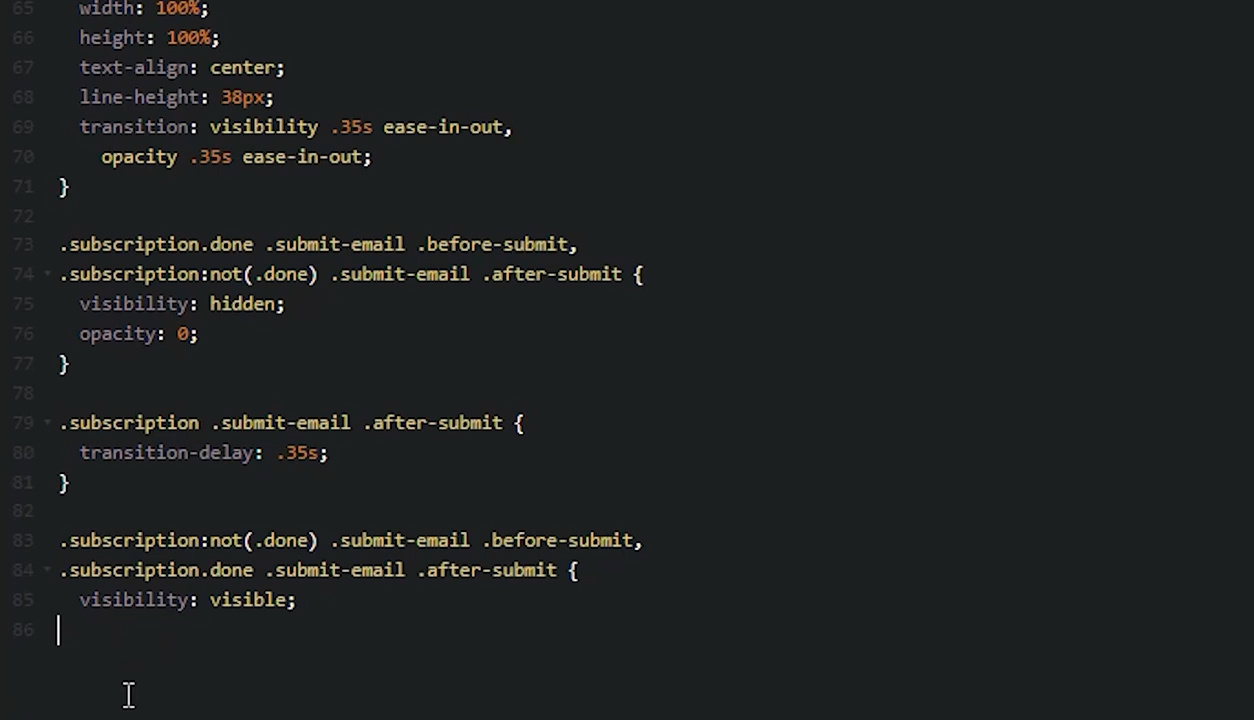 65 width: 100%;
66 height: 100%;
67 text-align: center;
68 line-height: 38px;
69 transition: visibility .35s ease-in-out,
70 opacity .35s ease-in-out;
71 }
72
73 .subscription.done .submit-email .before-submit,
74 .subscription:not(.done) .submit-email .after-submit {
75 visibility: hidden;
76 opacity: 0;
77 }
78
79 .subscription .submit-email .after-submit {
80 transition-delay: .35s;
81 }
82
83 .subscription:not(.done) .submit-email .before-submit,
84 .subscription.done .submit-email .after-submit {
85 visibility: visible;
86